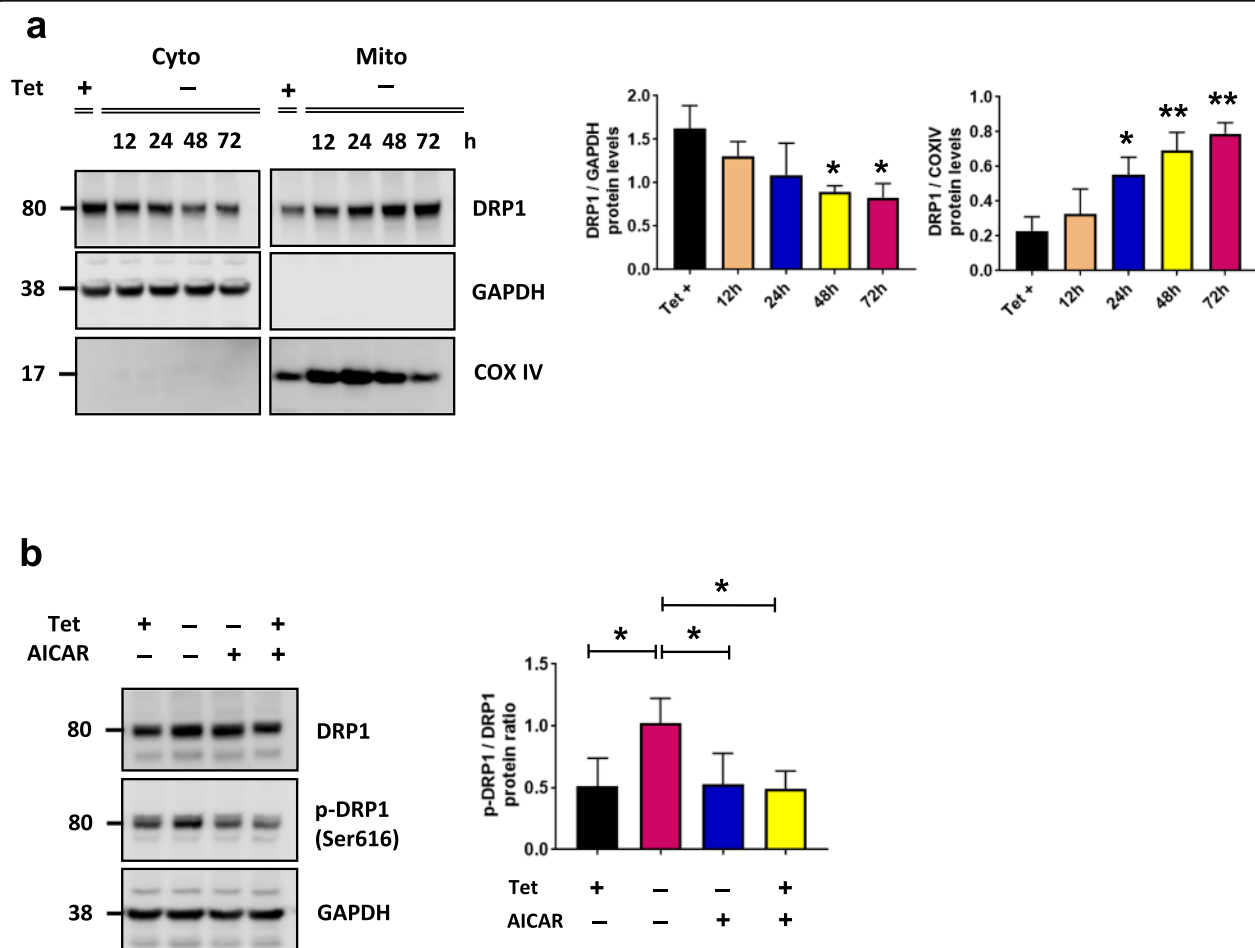 a
Cyto Mito
Tet + − + −
12 24 48 72 12 24 48 72 h
80 DRP1
38 GAPDH
17 COX IV
DRP1 / GAPDH
protein levels
2.0
1.5
1.0
0.5
0.0
* *
Tet + 12h 24h 48h 72h
DRP1 / COXIV
protein levels
1.0
0.8
0.6
0.4
0.2
0.0
* ** **
Tet + 12h 24h 48h 72h
b
Tet + − − +
AICAR − − + +
80 DRP1
80 p-DRP1
(Ser616)
38 GAPDH
p-DRP1 / DRP1
protein ratio
1.5
1.0
0.5
0.0
*
* *
Tet + − − +
AICAR − − + +